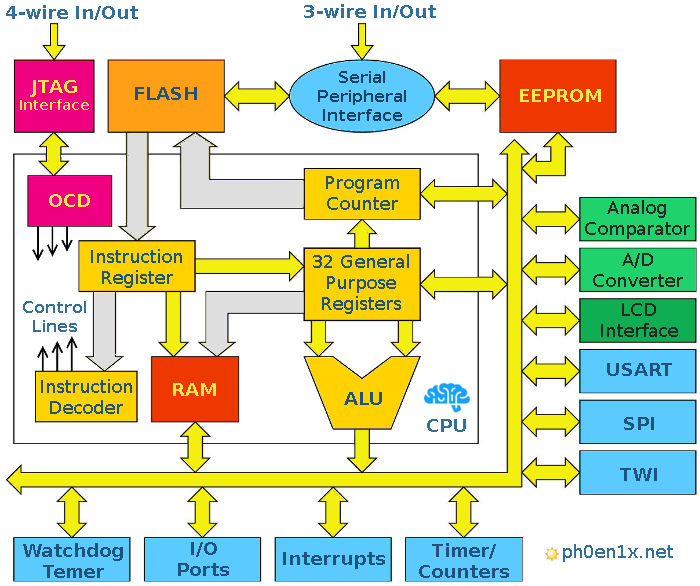 4-wire In/Out
3-wire In/Out
JTAG
Interface
FLASH
Serial
Peripheral
Interface
EEPROM
OCD
Program
Counter
Analog
Comparator
Instruction
Register
32 General
Purpose
Registers
A/D
Converter
Control
Lines
LCD
Interface
Instruction
Decoder
RAM
ALU
CPU
USART
SPI
TWI
Watchdog
Temer
I/O
Ports
Interrupts
Timer/
Counters
ph0en1x.net